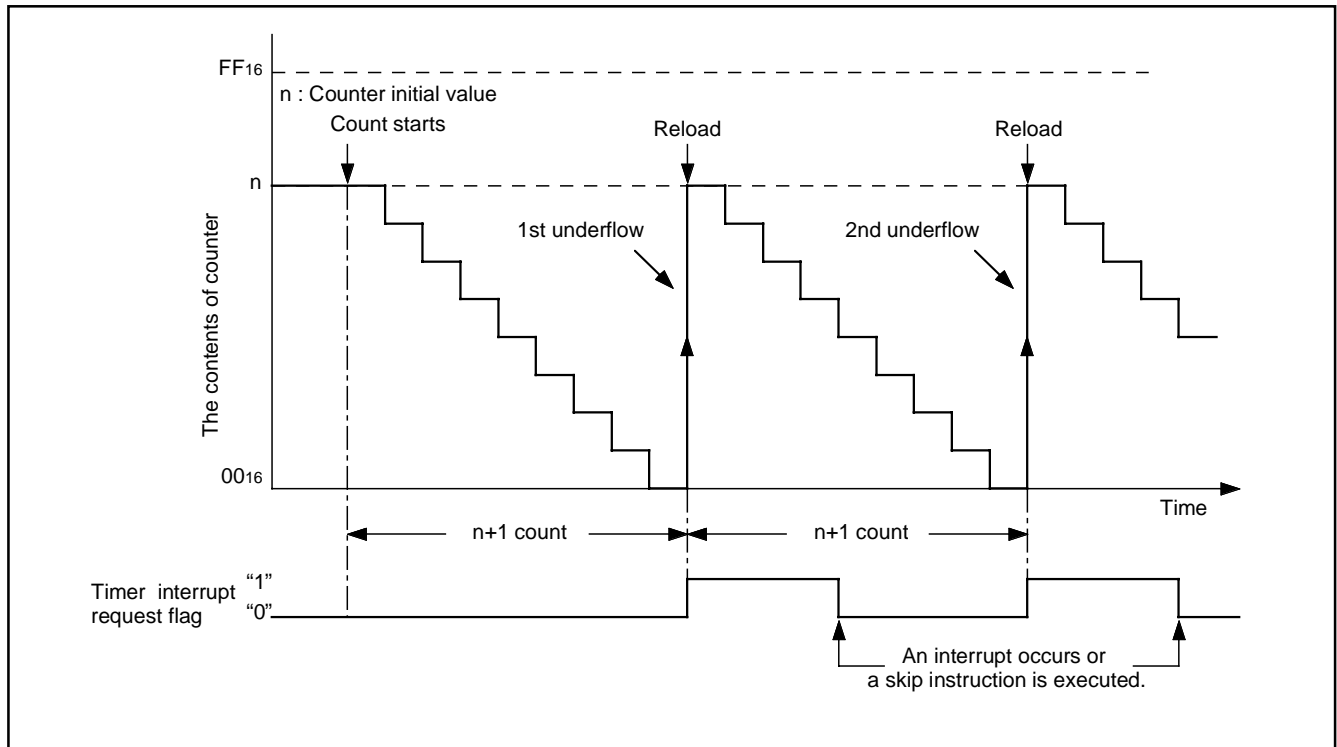 FF16
n : Counter initial value
Count starts
Reload
Reload
n
1st underflow
2nd underflow
The contents of counter
0016
Time
n+1 count
n+1 count
Timer interrupt
request flag
“1”
“0”
An interrupt occurs or
a skip instruction is executed.